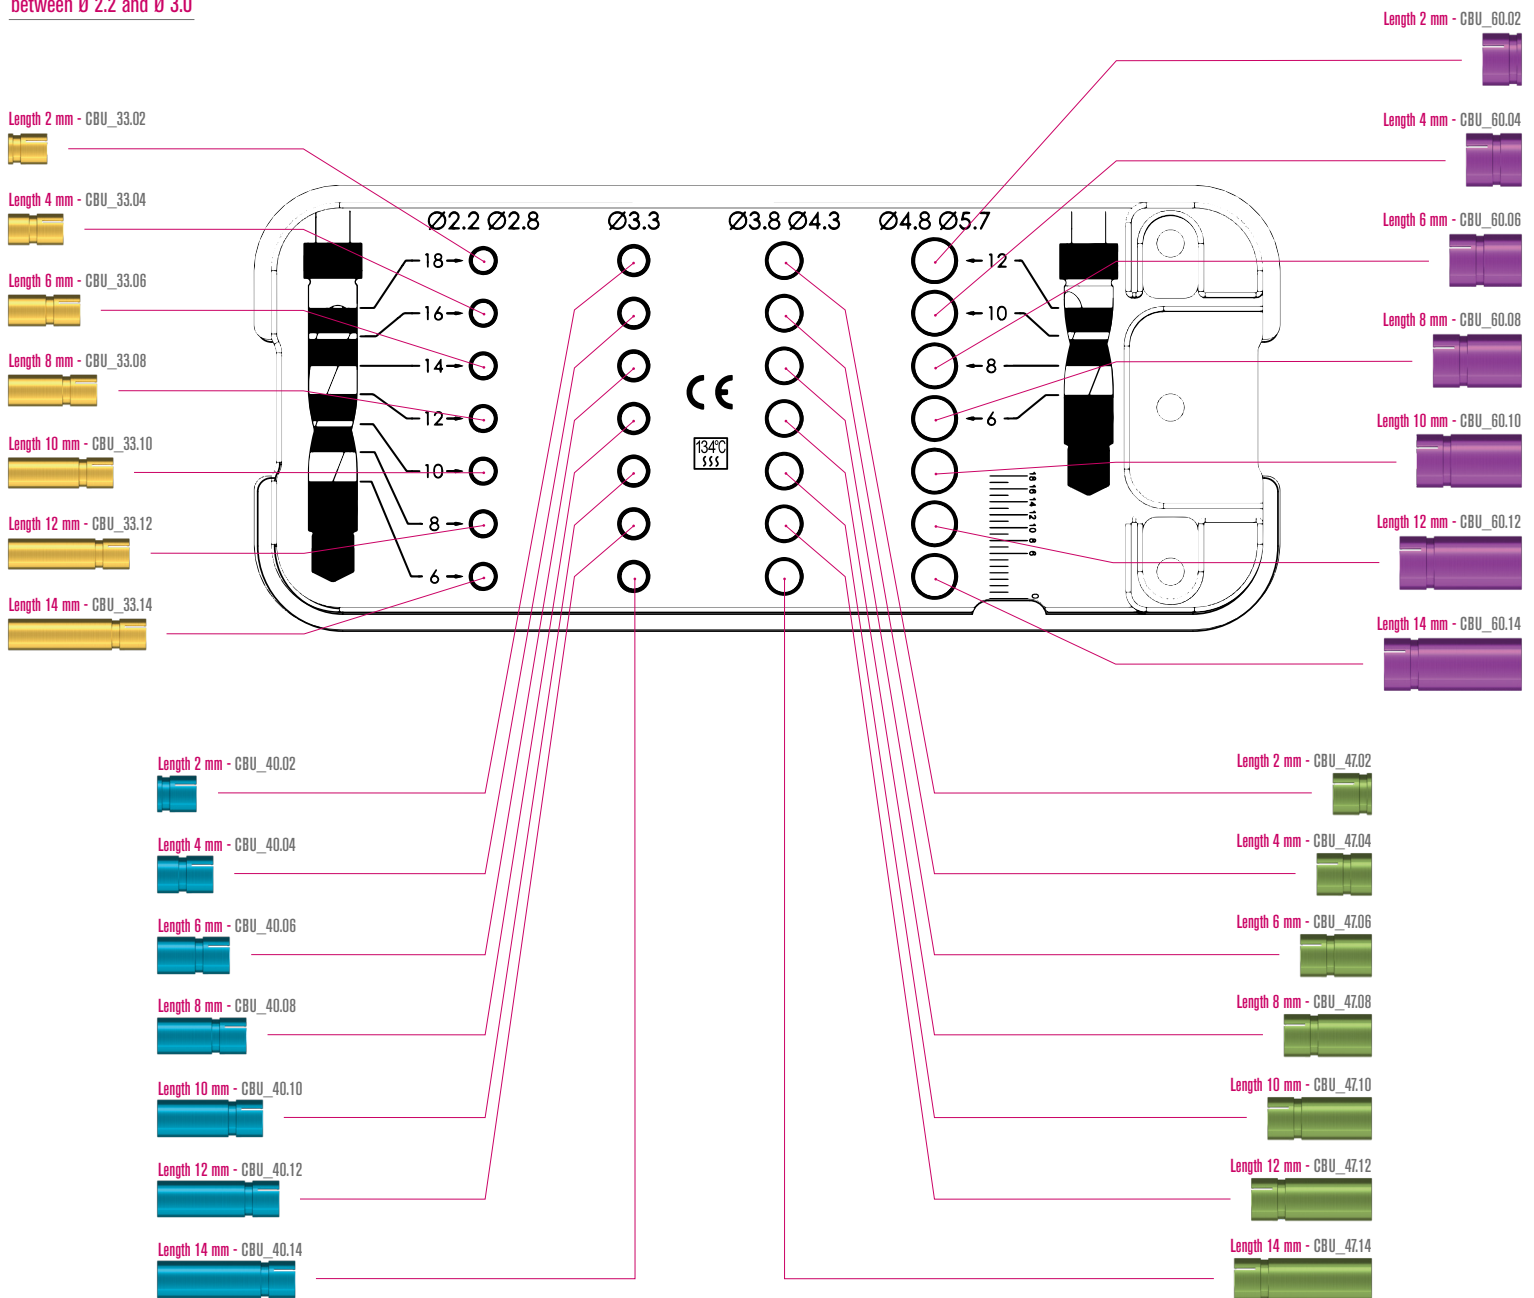 between Ø 2.2 and Ø 3.0
Length 2 mm - CBU_60.02
Length 2 mm - CBU_33.02
Length 4 mm - CBU_60.04
Length 4 mm - CBU_33.04
Length 6 mm - CBU_60.06
Ø2.2 Ø2.8 Ø3.3 Ø3.8 Ø4.3 Ø4.8 Ø5.7
18 12
Length 6 mm - CBU_33.06
16 10
Length 8 mm - CBU_60.08
Length 8 mm - CBU_33.08
14 8
CE
12 6
Length 10 mm - CBU_60.10
Length 10 mm - CBU_33.10
134°C
10
18 16 14 12 10 8 6 0
Length 12 mm - CBU_33.12
Length 12 mm - CBU_60.12
8
6
Length 14 mm - CBU_33.14
Length 14 mm - CBU_60.14
Length 2 mm - CBU_40.02
Length 2 mm - CBU_47.02
Length 4 mm - CBU_40.04
Length 4 mm - CBU_47.04
Length 6 mm - CBU_40.06
Length 6 mm - CBU_47.06
Length 8 mm - CBU_40.08
Length 8 mm - CBU_47.08
Length 10 mm - CBU_40.10
Length 10 mm - CBU_47.10
Length 12 mm - CBU_40.12
Length 12 mm - CBU_47.12
Length 14 mm - CBU_40.14
Length 14 mm - CBU_47.14